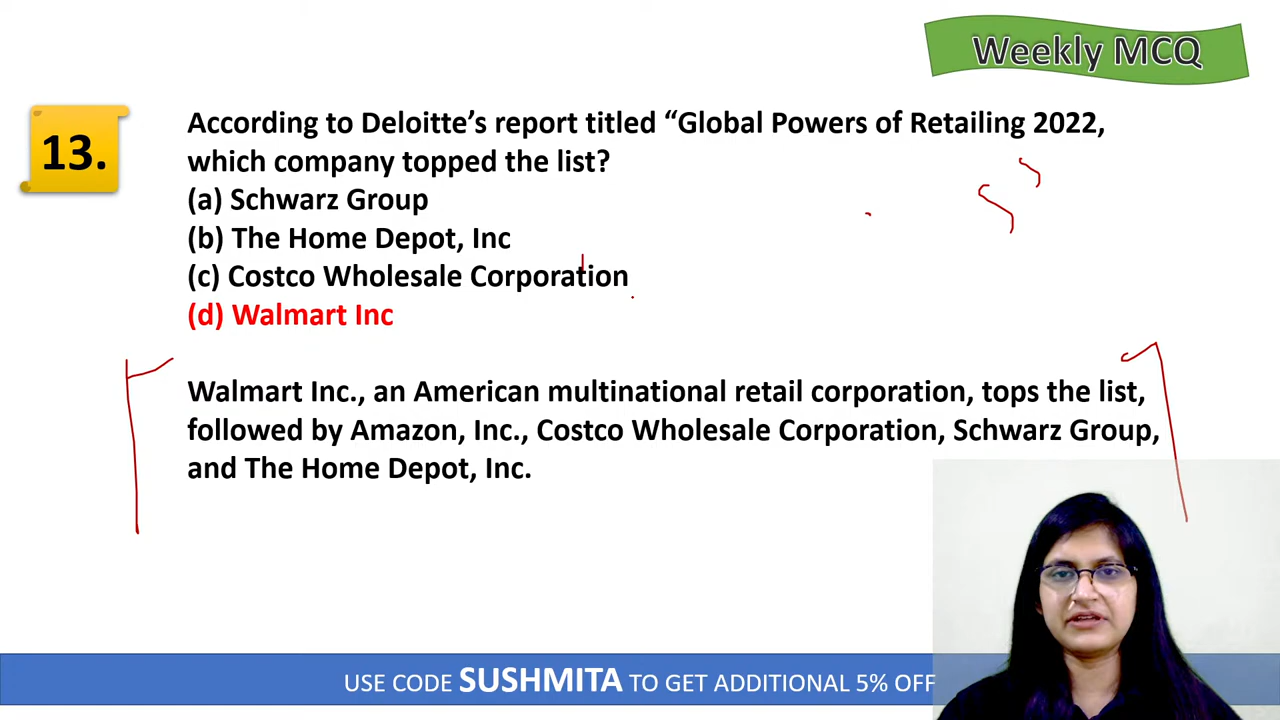 Weekly MCQ
13.
According to Deloitte's report titled “Global Powers of Retailing 2022,
which company topped the list?
(a) Schwarz Group
(b) The Home Depot, Inc
(c) Costco Wholesale Corporation
(d) Walmart Inc
Walmart Inc., an American multinational retail corporation, tops the list,
followed by Amazon, Inc., Costco Wholesale Corporation, Schwarz Group,
and The Home Depot, Inc.
USE CODE SUSHMITA TO GET ADDITIONAL 5% OFF